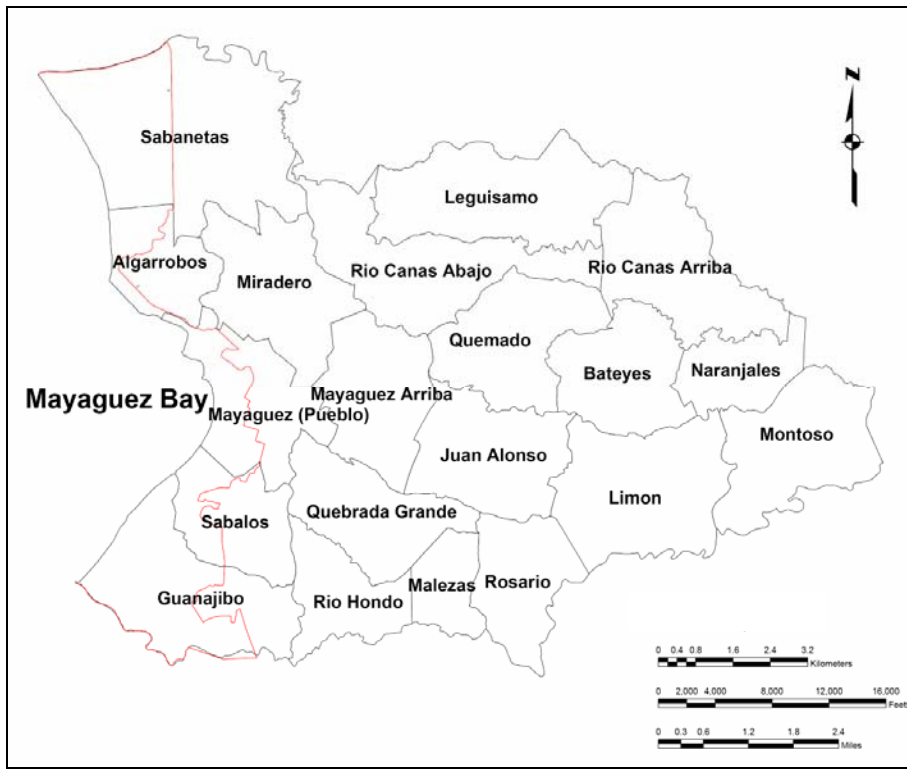 N
Sabanetas
Leguisamo
Algarrobos
Rio Canas Abajo
Rio Canas Arriba
Miradero
Quemado
Bateyes
Naranjales
Mayaguez Bay
Mayaguez Arriba
Mayaguez (Pueblo)
Montoso
Juan Alonso
Limon
Quebrada Grande
Sabalos
Malezas
Rosario
Guanajibo
Rio Hondo
0 0.4 0.8 1.6 2.4 3.2
Kilometers
0 2,000 4,000 8,000 12,000 16,000
Feet
0 0.3 0.6 1.2 1.8 2.4
Miles